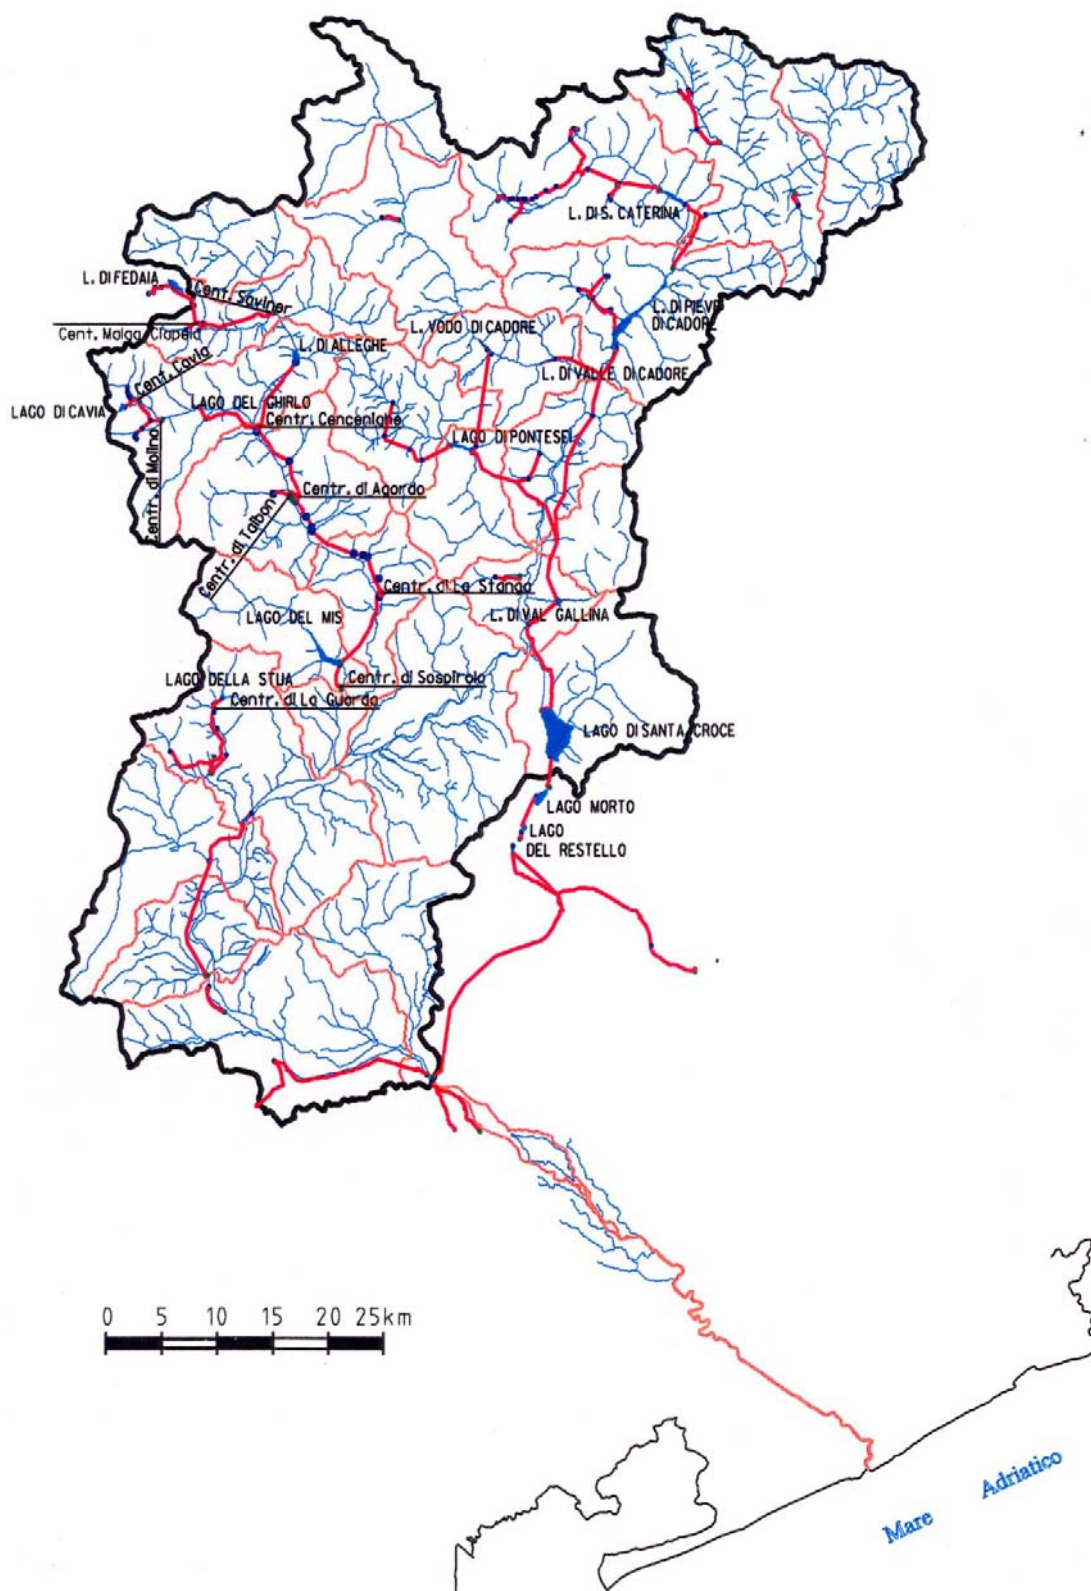 L. DI S. CATERINA
L. DI FEDAIA
Cent. Saviner
L. DI PIEVE
DI CADORE
Cent. Malga Ciapela
L. VODO DI CADORE
L. DI ALLEGHE
Cent. Cavia
L. DI VALLE DI CADORE
LAGO DI CAVIA
LAGO DEL GHIRLO
Centr. Cencenighe
LAGO DI PONTESEI
Centr. di Molino
Centr. di Agordo
Centr. di Taibon
Centr. di La Stanga
LAGO DEL MIS
L. DI VAL GALLINA
LAGO DELLA STUA
Centr. di Sospirolo
Centr. di La Guarda
LAGO DI SANTA CROCE
LAGO MORTO
LAGO
DEL RESTELLO
0 5 10 15 20 25km
Mare Adriatico